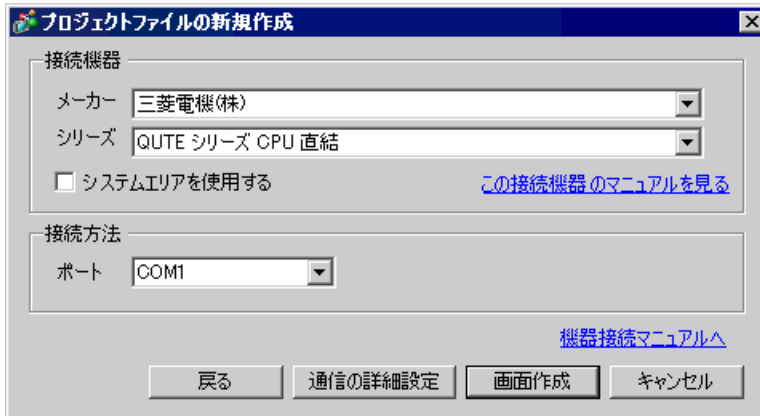 プロジェクトファイルの新規作成
接続機器
メーカー 三菱電機(株)
シリーズ QUTE シリーズ CPU 直結
システムエリアを使用する この接続機器のマニュアルを見る
接続方法
ポート COM1
機器接続マニュアルへ
戻る 通信の詳細設定 画面作成 キャンセル